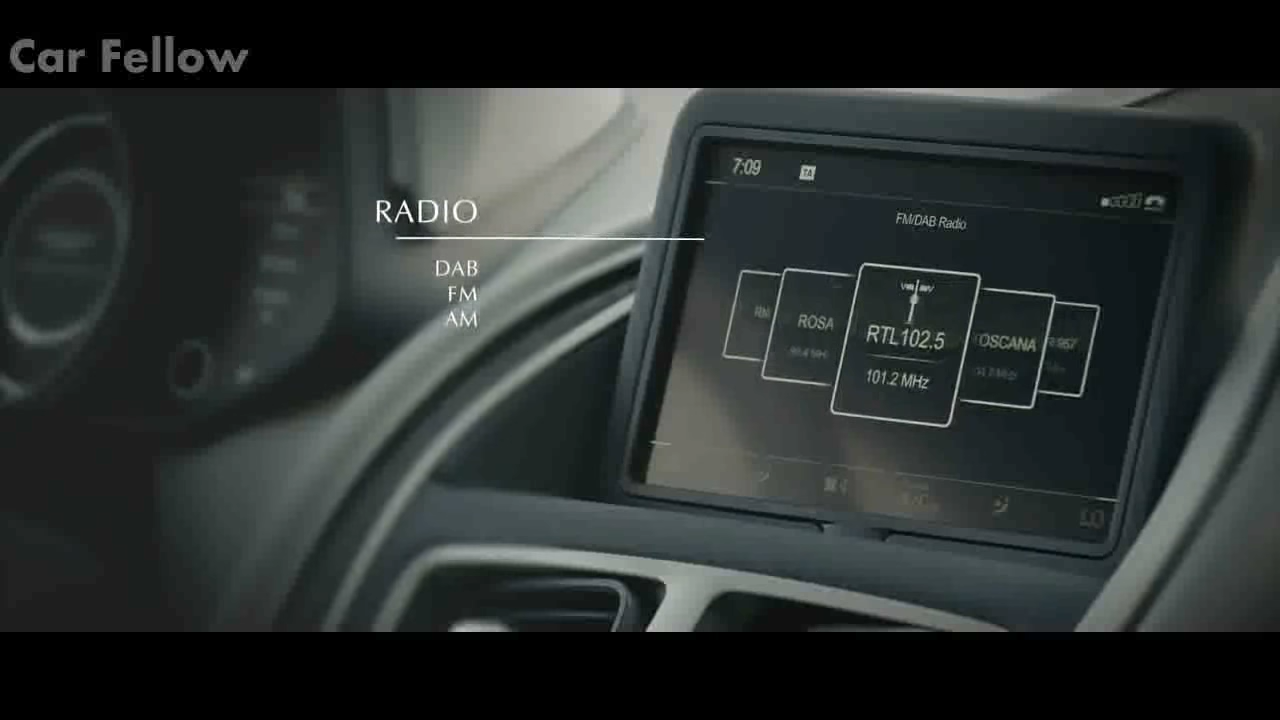 Car Fellow
RADIO
DAB
FM
AM
7:09
TA
FM/DAB Radio
ROSA
RTL102.5
101.2 MHz
TOSCANA
LO